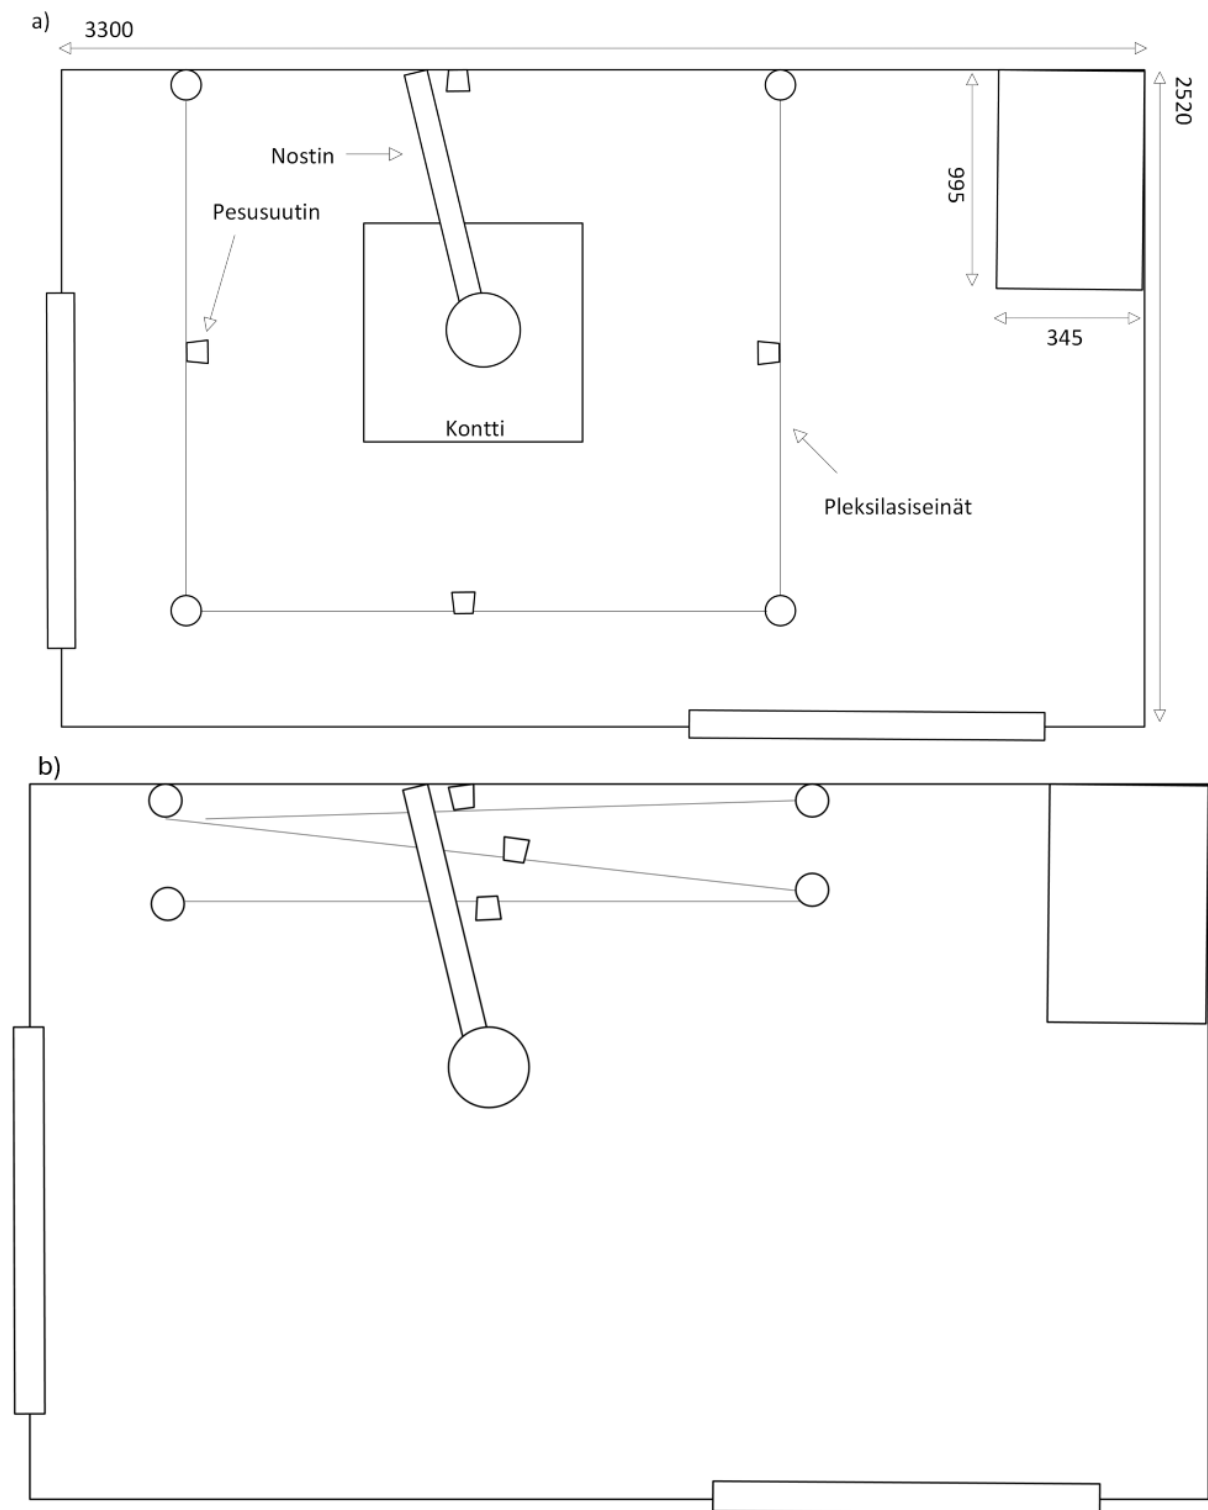 a)
3300
2520
Nostin
995
Pesusuutin
345
Kontti
Pleksilasiseinät
b)